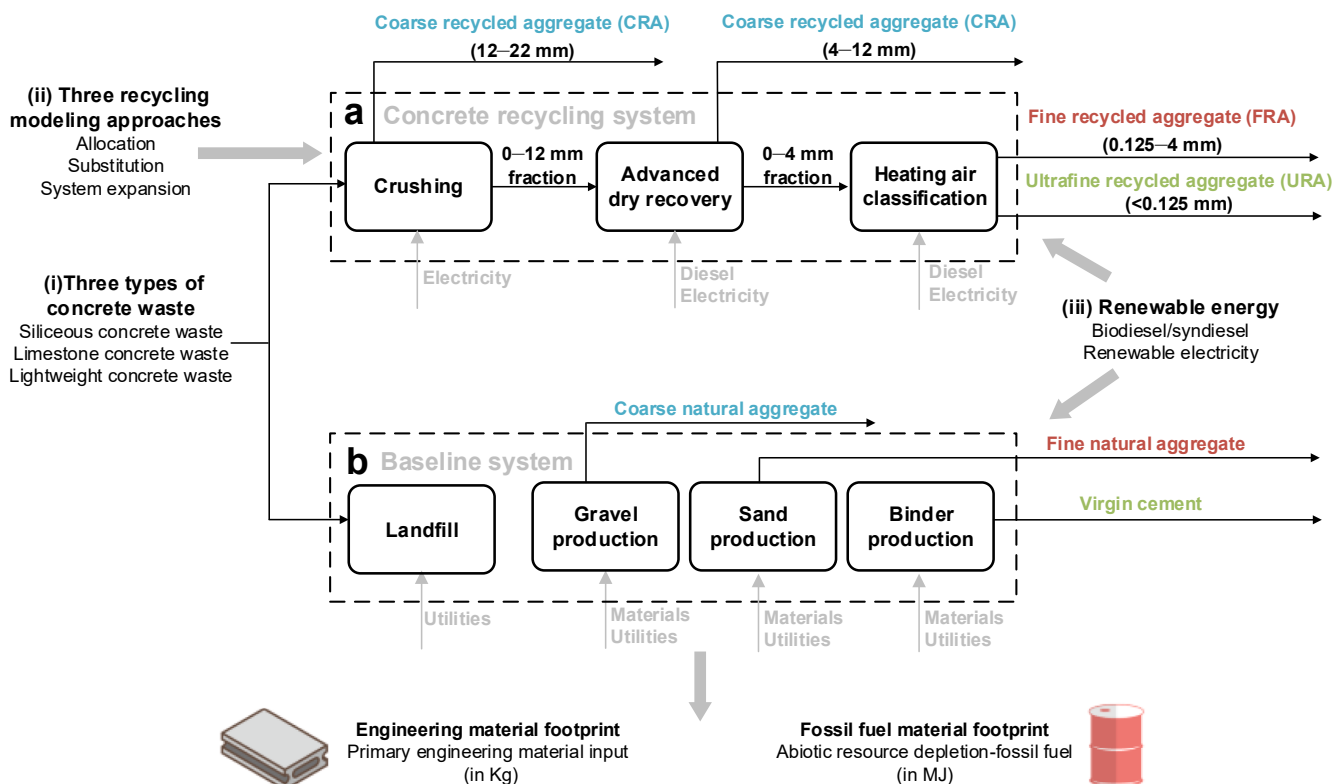 Coarse recycled aggregate (CRA)
(12–22 mm)
Coarse recycled aggregate (CRA)
(4–12 mm)
(ii) Three recycling
modeling approaches
Allocation
Substitution
System expansion
a Concrete recycling system
Crushing
0–12 mm
fraction
Advanced
dry recovery
0–4 mm
fraction
Heating air
classification
Fine recycled aggregate (FRA)
(0.125–4 mm)
Ultrafine recycled aggregate (URA)
(<0.125 mm)
Electricity
Diesel
Electricity
Diesel
Electricity
(i)Three types of
concrete waste
Siliceous concrete waste
Limestone concrete waste
Lightweight concrete waste
(iii) Renewable energy
Biodiesel/syndiesel
Renewable electricity
Coarse natural aggregate
b Baseline system
Fine natural aggregate
Landfill
Gravel
production
Sand
production
Binder
production
Virgin cement
Utilities
Materials
Utilities
Materials
Utilities
Materials
Utilities
Engineering material footprint
Primary engineering material input
(in Kg)
Fossil fuel material footprint
Abiotic resource depletion-fossil fuel
(in MJ)